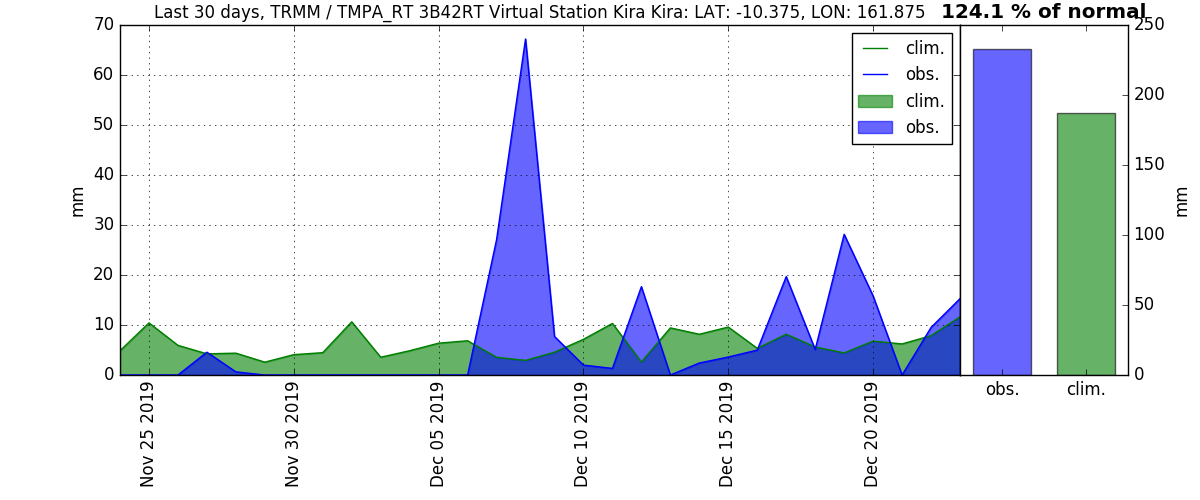 Last 30 days, TRMM / TMPA_RT 3B42RT Virtual Station Kira Kira: LAT: -10.375, LON: 161.875
124.1 % of normal
70
60
50
40
30
20
10
0
mm
clim.
obs.
clim.
obs.
Nov 25 2019
Nov 30 2019
Dec 05 2019
Dec 10 2019
Dec 15 2019
Dec 20 2019
250
200
150
100
50
0
mm
obs.
clim.